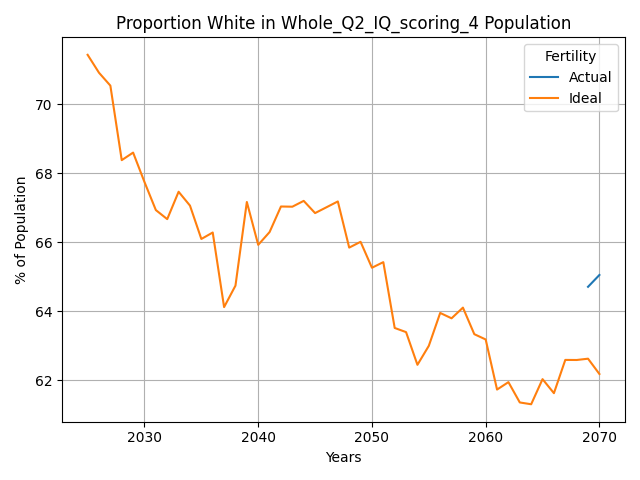 Proportion White in Whole_Q2_IQ_scoring_4 Population
Fertility
Actual
Ideal
% of Population
70
68
66
64
62
2030 2040 2050 2060 2070
Years